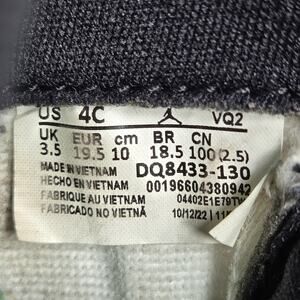 US 4C VQ2
UK EUR cm BR CN
3.5 19.5 10 18.5 100(2.5)
MADE IN VIETNAM DQ8433-130
HECHO EN VIETNAM 00196604380942
FABRIQUE AU VIETNAM 04402E1E79TW
FABRICADO NO VIETNÃ 10/12/22